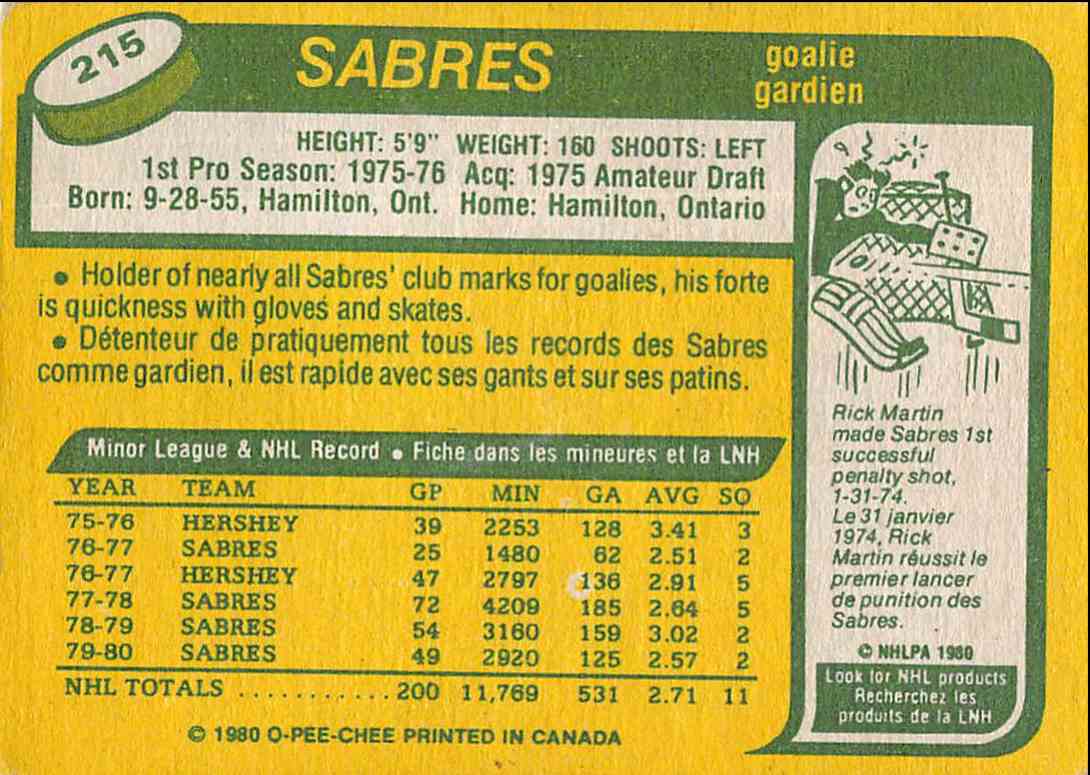 215
SABRES
goalie
gardien
HEIGHT: 5'9" WEIGHT: 160 SHOOTS: LEFT
1st Pro Season: 1975-76 Acq: 1975 Amateur Draft
Born: 9-28-55, Hamilton, Ont. Home: Hamilton, Ontario
• Holder of nearly all Sabres' club marks for goalies, his forte
is quickness with gloves and skates.
• Détenteur de pratiquement tous les records des Sabres
comme gardien, il est rapide avec ses gants et sur ses patins.
Minor League & NHL Record • Fiche dans les mineures et la LNH
YEAR TEAM GP MIN GA AVG SO
75-76 HERSHEY 39 2253 128 3.41 3
76-77 SABRES 25 1480 62 2.51 2
76-77 HERSHEY 47 2797 136 2.91 5
77-78 SABRES 72 4209 185 2.64 5
78-79 SABRES 54 3160 159 3.02 2
79-80 SABRES 49 2920 125 2.57 2
NHL TOTALS ............200 11,769 531 2.71 11
© 1980 O-PEE-CHEE PRINTED IN CANADA
Rick Martin
made Sabres 1st
successful
penalty shot,
1-31-74.
Le 31 janvier
1974, Rick
Martin réussit le
premier lancer
de punition des
Sabres.
© NHLPA 1980
Look for NHL products
Recherchez les
produits de la LNH